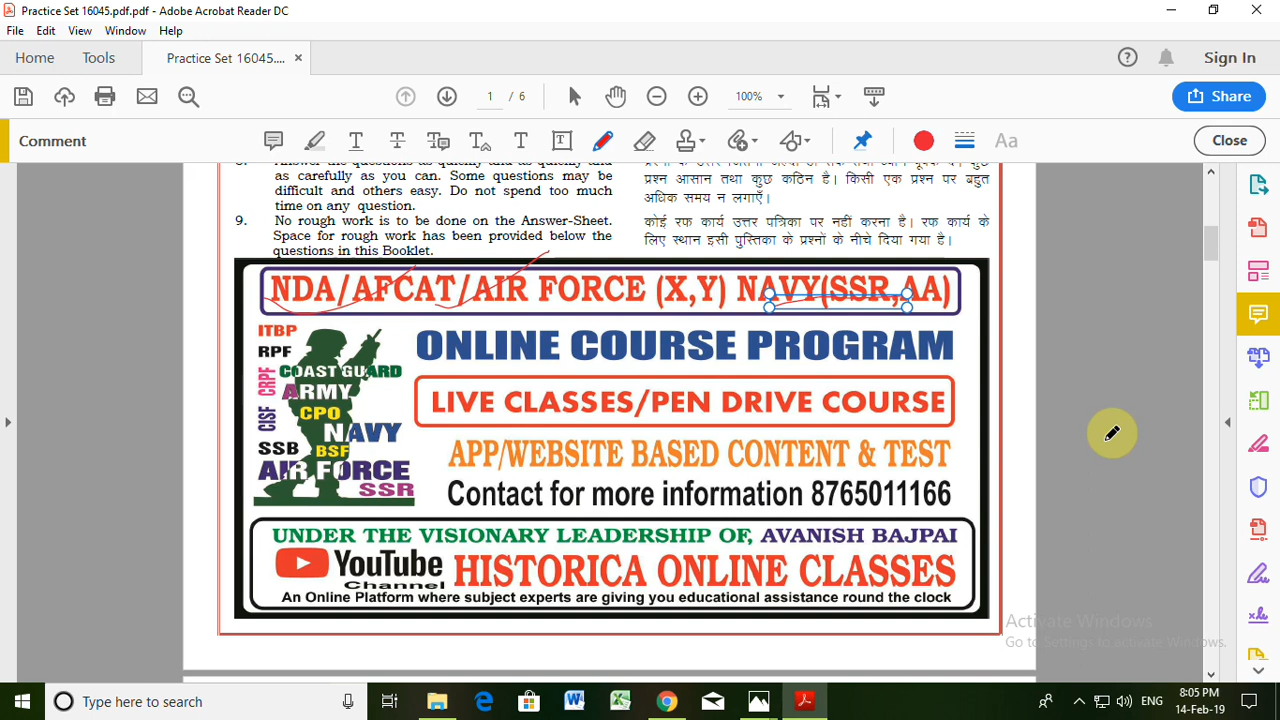 Practice Set 16045.pdf.pdf - Adobe Acrobat Reader DC
File Edit View Window Help
Home Tools Practice Set 16045.... × Sign In
1 / 6 100% Share
Comment Close
as carefully as you can. Some questions may be
difficult and others easy. Do not spend too much
time on any question.
9. No rough work is to be done on the Answer-Sheet.
Space for rough work has been provided below the
questions in this Booklet.
प्रश्न आसान तथा कुछ कठिन है। किसी एक प्रश्न पर बहुत
अधिक समय न लगाएँ।
कोई रफ कार्य उत्तर पत्रिका पर नहीं करना है। रफ कार्य के
लिए स्थान इसी पुस्तिका के प्रश्नों के नीचे दिया गया है।
NDA/AFCAT/AIR FORCE (X,Y) NAVY(SSR,AA)
ITBP
RPF
CRPF
COAST GUARD
ARMY
CISF
CPO
NAVY
SSB
BSF
AIR FORCE
SSR
ONLINE COURSE PROGRAM
LIVE CLASSES/PEN DRIVE COURSE
APP/WEBSITE BASED CONTENT & TEST
Contact for more information 8765011166
UNDER THE VISIONARY LEADERSHIP OF, AVANISH BAJPAI
YouTube
Channel
HISTORICA ONLINE CLASSES
An Online Platform where subject experts are giving you educational assistance round the clock
Activate Windows
Go to Settings to activate Windows.
Type here to search
ENG
8:05 PM
14-Feb-19